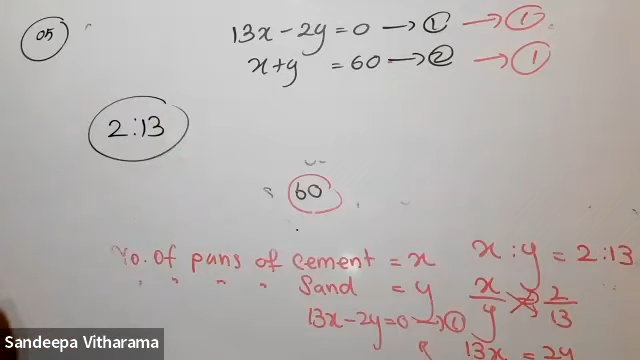 05
13x - 2y = 0 → ① → ①
x + y = 60 → ② → ①
2:13
60
No. Of pans of cement = x x : y = 2 : 13
" " " " Sand = y x/y 2/13
13x - 2y = 0 → ①
13x = 2y
Sandeepa Vitharama